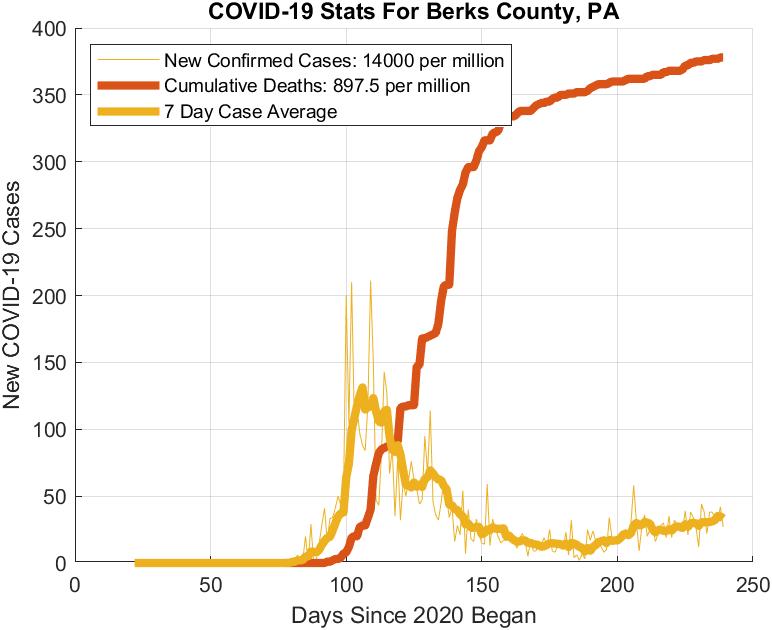 COVID-19 Stats For Berks County, PA
400
350
300
250
200
150
100
50
0
New COVID-19 Cases
New Confirmed Cases: 14000 per million
Cumulative Deaths: 897.5 per million
7 Day Case Average
0 50 100 150 200 250
Days Since 2020 Began